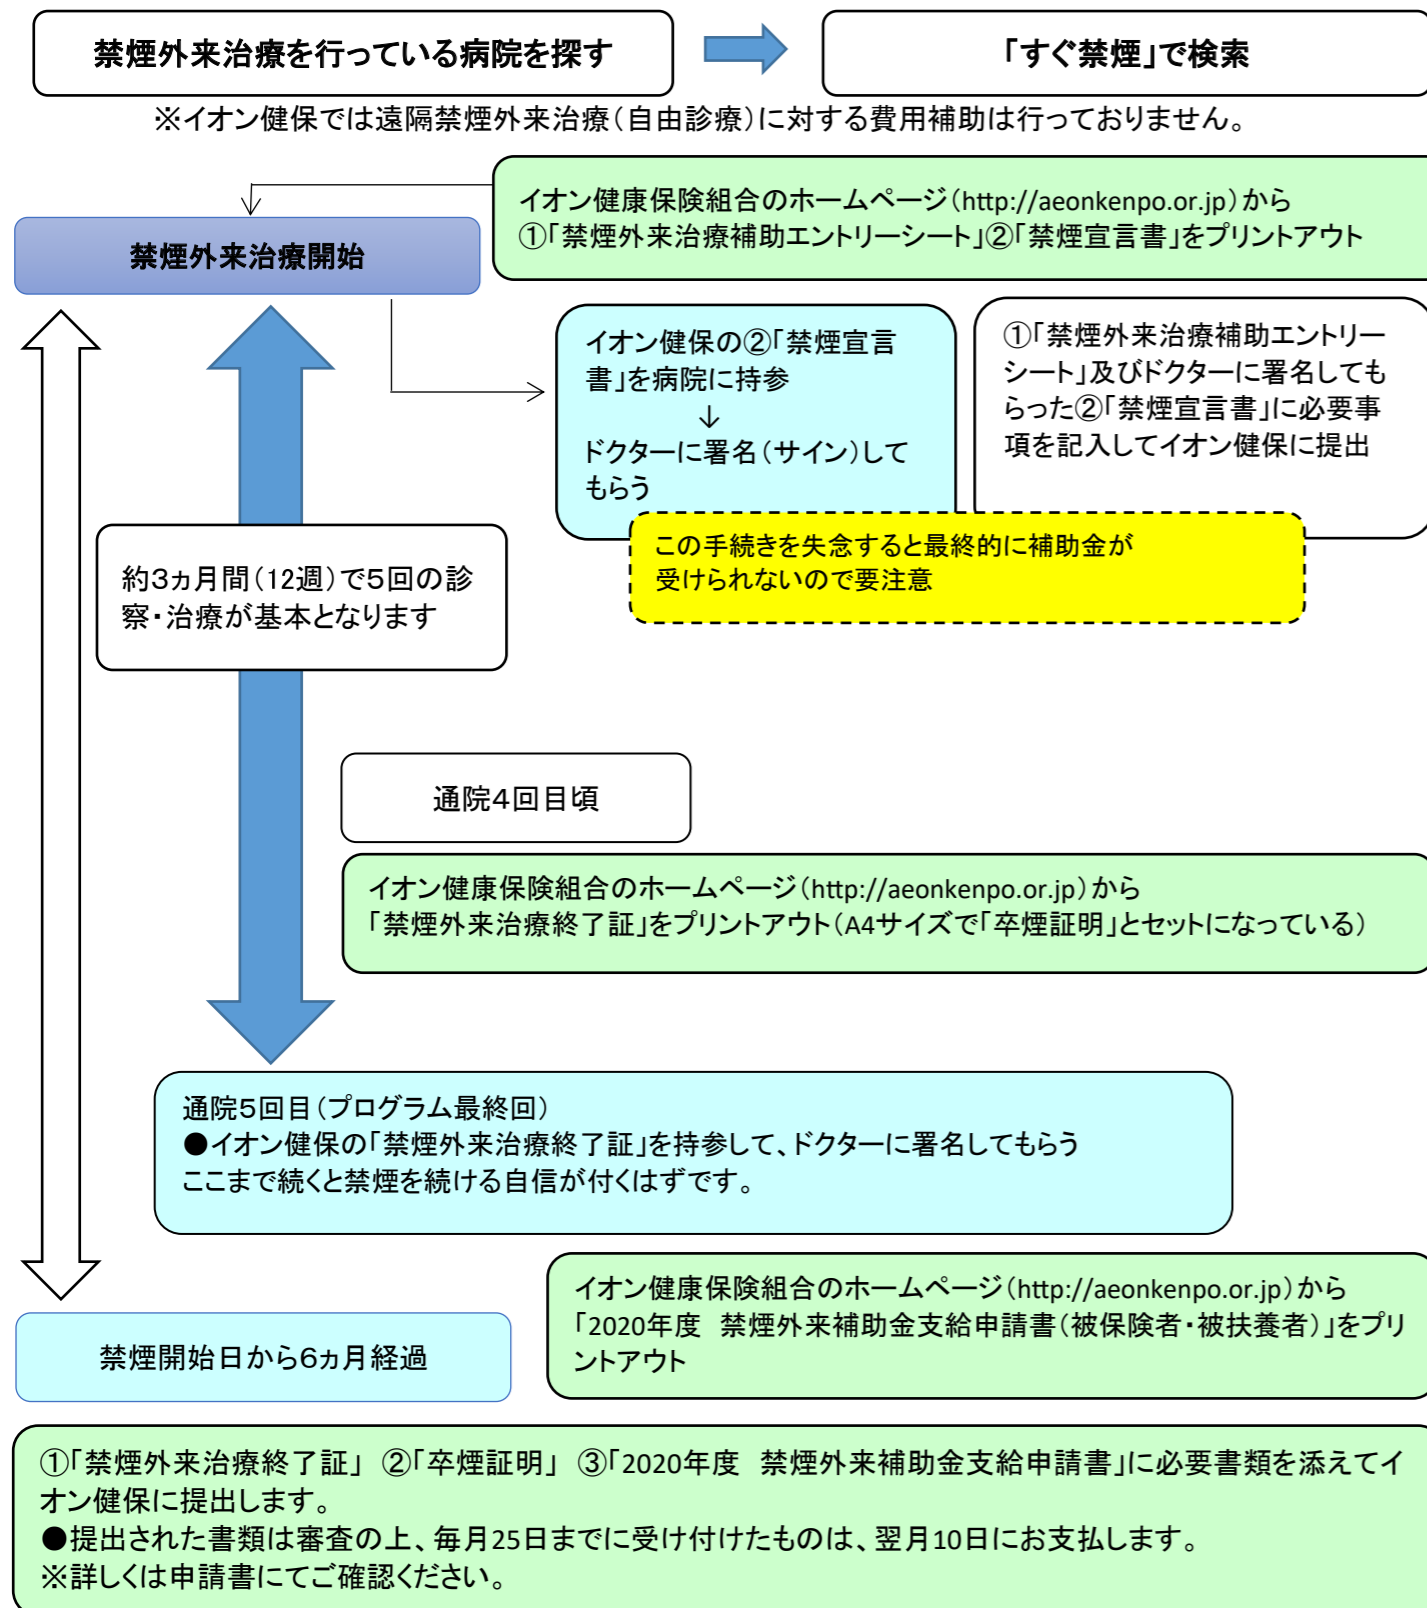 禁煙外来治療を行っている病院を探す
「すぐ禁煙」で検索
※イオン健保では遠隔禁煙外来治療（自由診療）に対する費用補助は行っておりません。
イオン健康保険組合のホームページ（http://aeonkenpo.or.jp）から
①「禁煙外来治療補助エントリーシート」②「禁煙宣言書」をプリントアウト
禁煙外来治療開始
イオン健保の②「禁煙宣言
書」を病院に持参
↓
ドクターに署名（サイン）して
もらう
①「禁煙外来治療補助エントリー
シート」及びドクターに署名しても
らった②「禁煙宣言書」に必要事
項を記入してイオン健保に提出
この手続きを失念すると最終的に補助金が
受けられないので要注意
約３ヵ月間（12週）で５回の診
察・治療が基本となります
通院４回目頃
イオン健康保険組合のホームページ（http://aeonkenpo.or.jp）から
「禁煙外来治療終了証」をプリントアウト（A4サイズで「卒煙証明」とセットになっている）
通院５回目（プログラム最終回）
●イオン健保の「禁煙外来治療終了証」を持参して、ドクターに署名してもらう
ここまで続くと禁煙を続ける自信が付くはずです。
イオン健康保険組合のホームページ（http://aeonkenpo.or.jp）から
「2020年度　禁煙外来補助金支給申請書（被保険者・被扶養者）」をプリ
ントアウト
禁煙開始日から６ヵ月経過
①「禁煙外来治療終了証」　②「卒煙証明」　③「2020年度　禁煙外来補助金支給申請書」に必要書類を添えてイ
オン健保に提出します。
●提出された書類は審査の上、毎月25日までに受け付けたものは、翌月10日にお支払します。
※詳しくは申請書にてご確認ください。